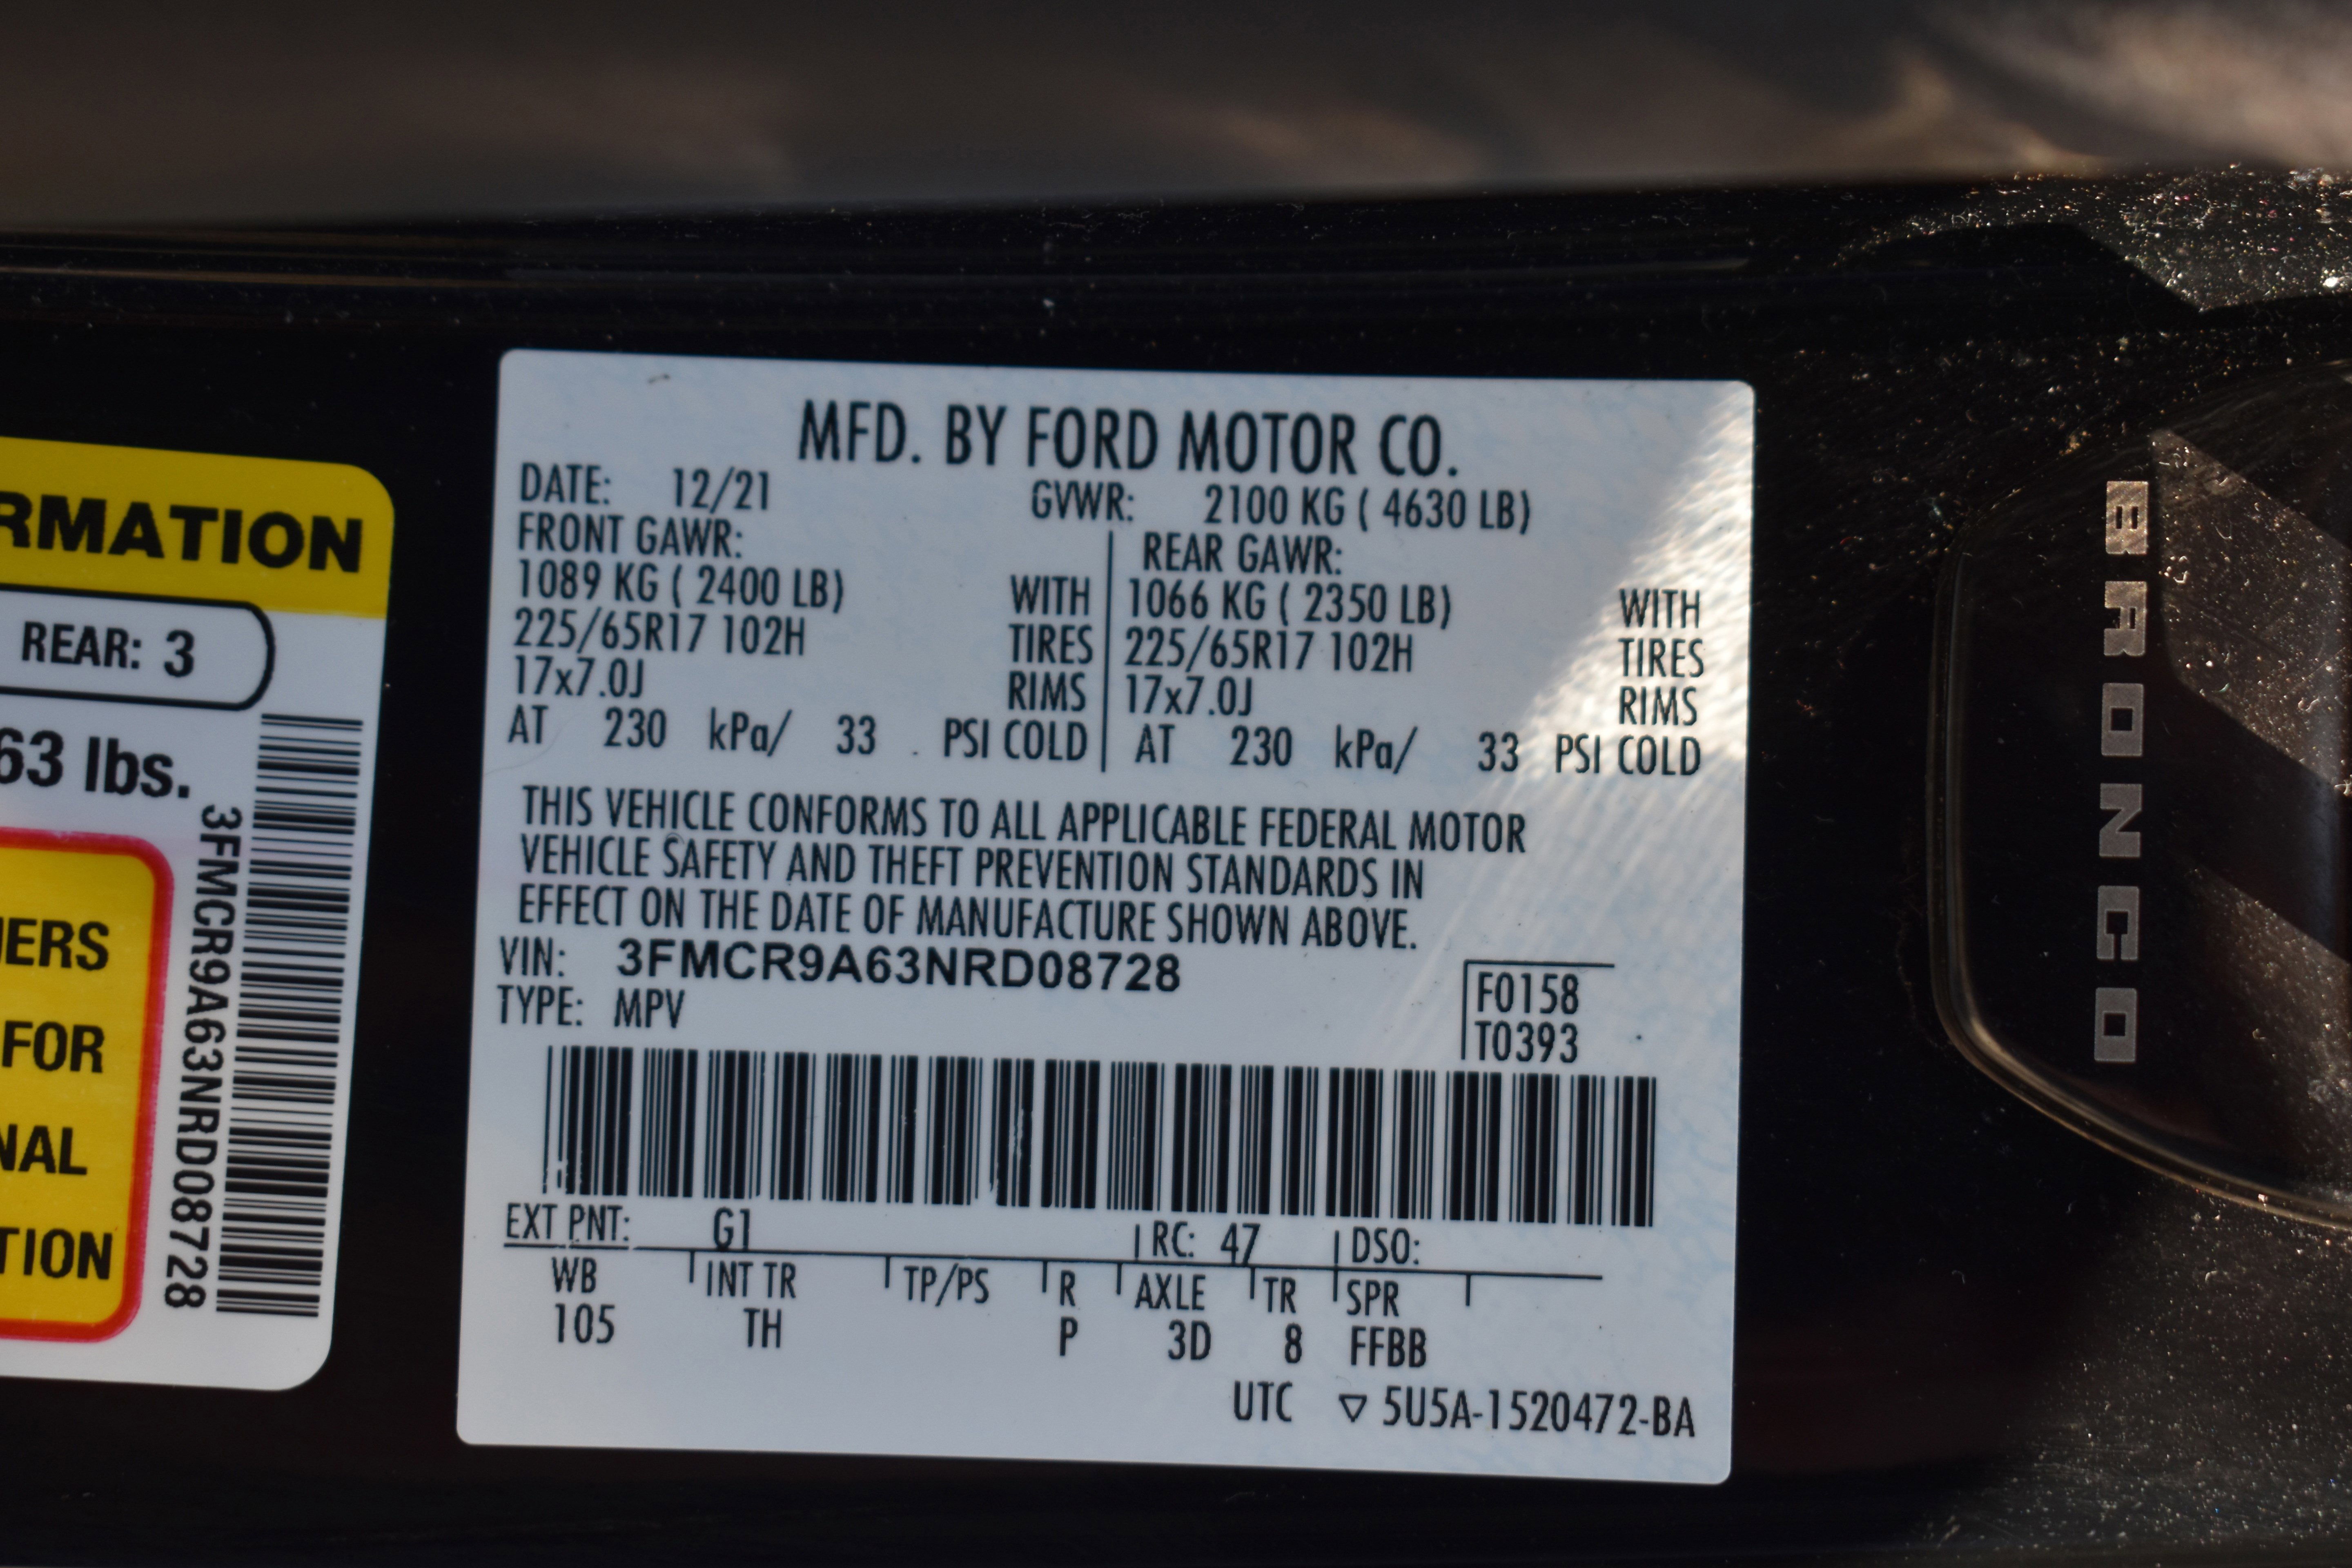 RMATION
REAR: 3
63 lbs.
3FMCR9A63NRD08728
FOR
NAL
MFD. BY FORD MOTOR CO.
DATE: 12/21 GVWR: 2100 KG ( 4630 LB)
FRONT GAWR: REAR GAWR:
1089 KG ( 2400 LB) WITH 1066 KG ( 2350 LB) WITH
225/65R17 102H TIRES 225/65R17 102H TIRES
17x7.0J RIMS 17x7.0J RIMS
AT 230 kPa/ 33 PSI COLD AT 230 kPa/ 33 PSI COLD
THIS VEHICLE CONFORMS TO ALL APPLICABLE FEDERAL MOTOR
VEHICLE SAFETY AND THEFT PREVENTION STANDARDS IN
EFFECT ON THE DATE OF MANUFACTURE SHOWN ABOVE.
VIN: 3FMCR9A63NRD08728
TYPE: MPV
F0158
T0393
EXT PNT: G1 RC: 47 DSO:
WB INT TR TP/PS R AXLE TR SPR
105 TH P 3D 8 FFBB
UTC ▽ 5U5A-1520472-BA
BRONCO